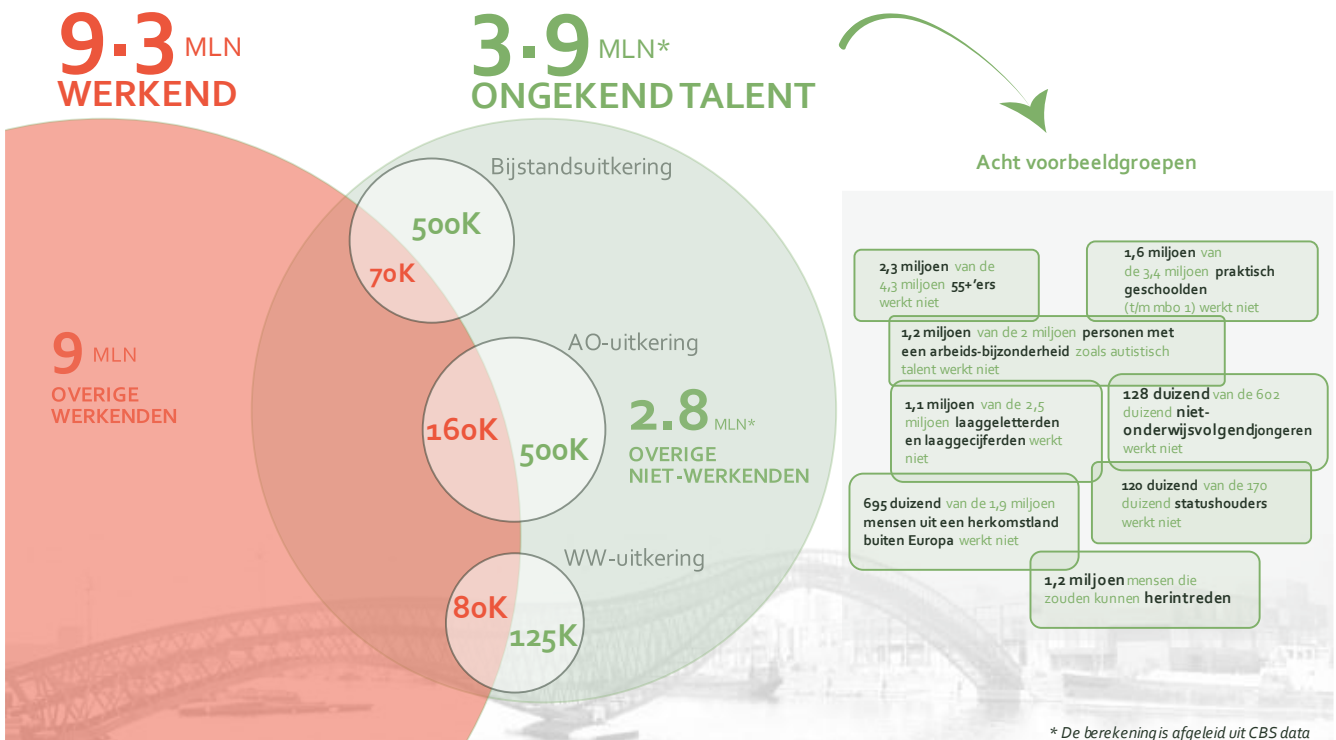 9.3 MLN
WERKEND
3.9 MLN*
ONGEKEND TALENT
9 MLN
OVERIGE
WERKENDEN
Bijstandsuitkering
500K
70K
AO-uitkering
160K
500K
2.8 MLN*
OVERIGE
NIET-WERKENDEN
WW-uitkering
80K
125K
Acht voorbeeldgroepen
2,3 miljoen van de
4,3 miljoen 55+'ers
werkt niet
1,6 miljoen van
de 3,4 miljoen praktisch
geschoolden
(t/m mbo 1) werkt niet
1,2 miljoen van de 2 miljoen personen met
een arbeids-bijzonderheid zoals autistisch
talent werkt niet
1,1 miljoen van de 2,5
miljoen laaggeletterden
en laaggecijferden werkt
niet
128 duizend van de 602
duizend niet-
onderwijsvolgendjongeren
werkt niet
695 duizend van de 1,9 miljoen
mensen uit een herkomstland
buiten Europa werkt niet
120 duizend van de 170
duizend statushouders
werkt niet
1,2 miljoen mensen die
zouden kunnen herintreden
* De berekening is afgeleid uit CBS data